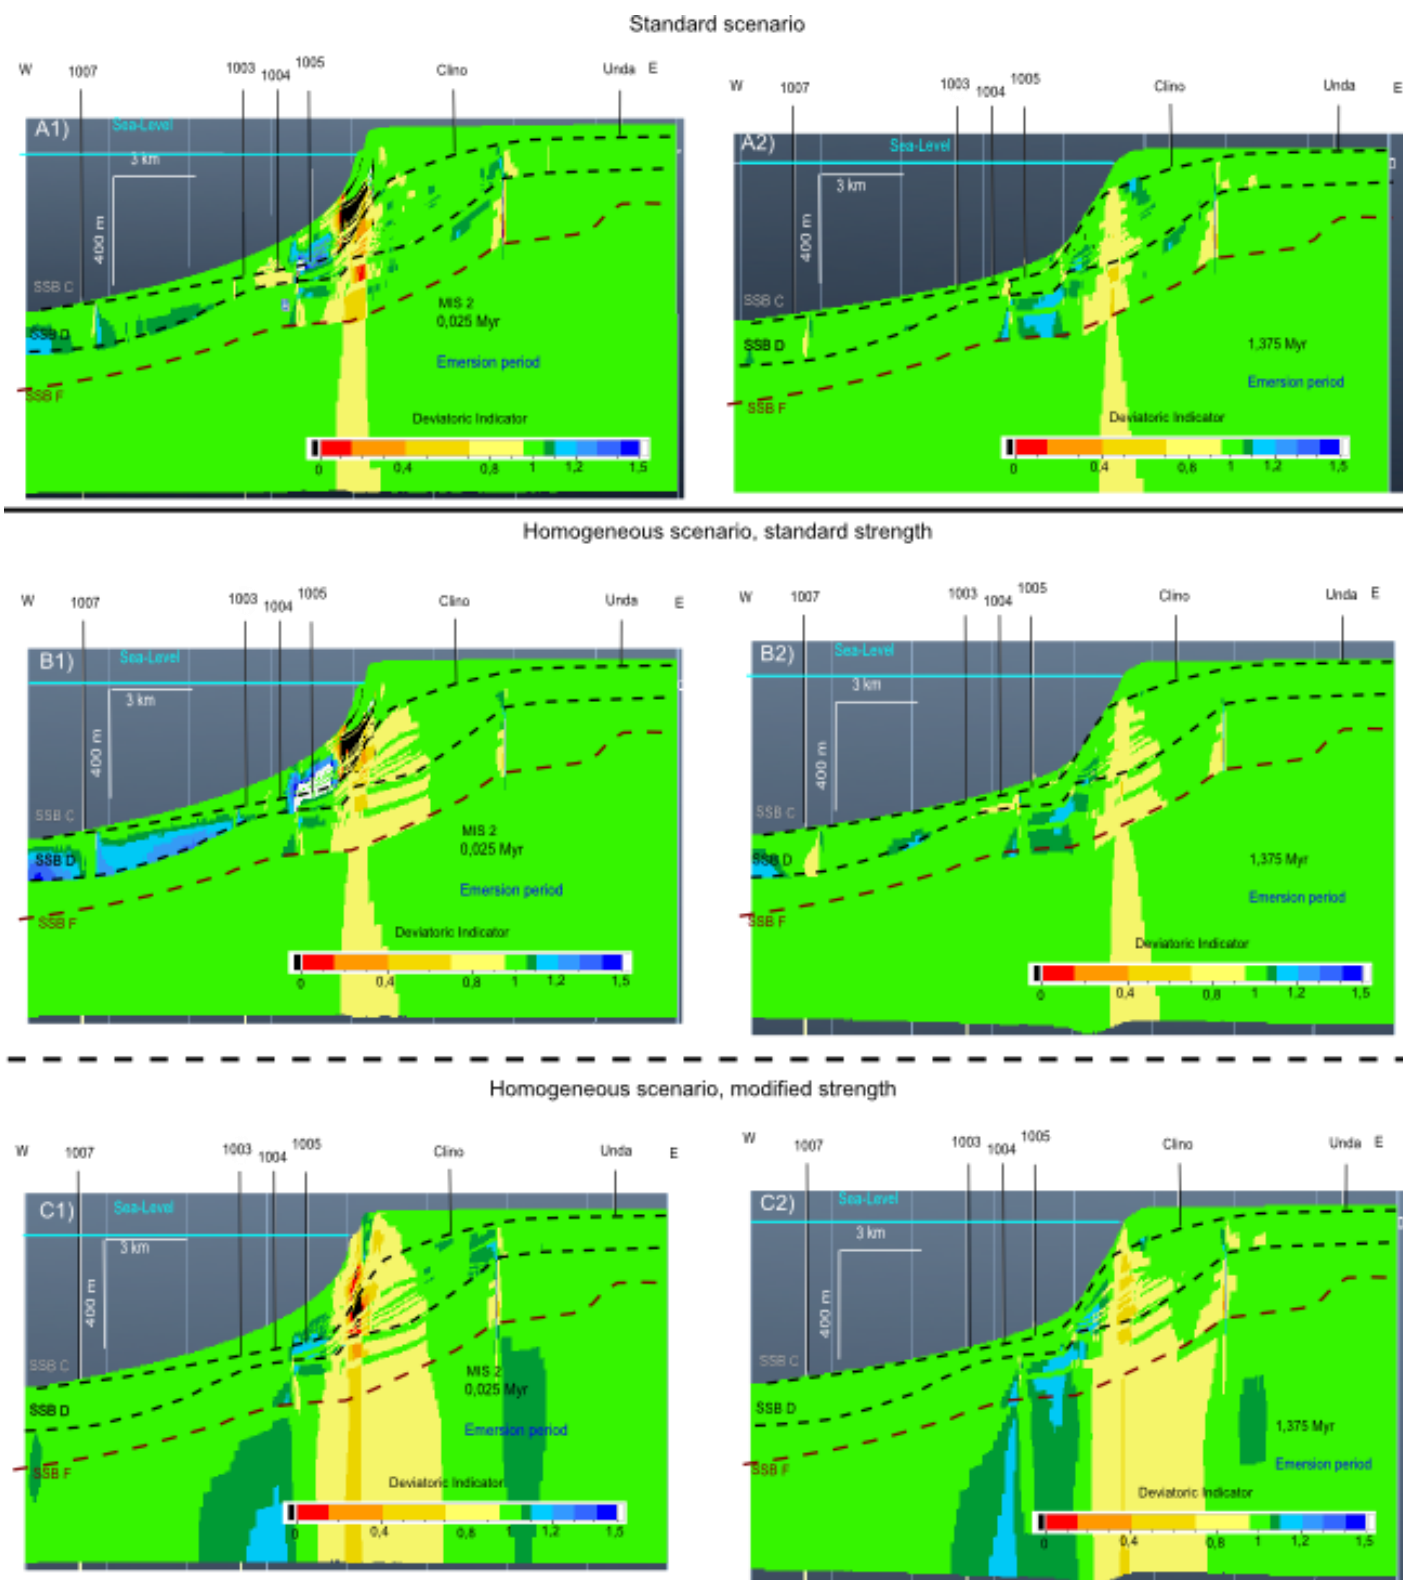 Standard scenario
W 1007 1003 1004 1005 Clino Unda E
A1)
Sea-Level
3 km
400 m
SSB C
SSB D
SSB F
MIS 2
0,025 Myr
Emersion period
Deviatoric Indicator
0 0,4 0,8 1 1,2 1,5
W 1007 1003 1004 1005 Clino Unda E
A2)
Sea-Level
3 km
400 m
SSB C
SSB D
SSB F
1,375 Myr
Emersion period
Deviatoric Indicator
0 0,4 0,8 1 1,2 1,5
Homogeneous scenario, standard strength
W 1007 1003 1004 1005 Clino Unda E
B1)
Sea-Level
3 km
400 m
SSB C
SSB D
SSB F
MIS 2
0,025 Myr
Emersion period
Deviatoric Indicator
0 0,4 0,8 1 1,2 1,5
W 1007 1003 1004 1005 Clino Unda E
B2)
Sea-Level
3 km
400 m
SSB C
SSB D
SSB F
1,375 Myr
Emersion period
Deviatoric Indicator
0 0,4 0,8 1 1,2 1,5
Homogeneous scenario, modified strength
W 1007 1003 1004 1005 Clino Unda E
C1)
Sea-Level
3 km
400 m
SSB C
SSB D
SSB F
MIS 2
0,025 Myr
Emersion period
Deviatoric Indicator
0 0,4 0,8 1 1,2 1,5
W 1007 1003 1004 1005 Clino Unda E
C2)
Sea-Level
3 km
400 m
SSB C
SSB D
SSB F
1,375 Myr
Emersion period
Deviatoric Indicator
0 0,4 0,8 1 1,2 1,5